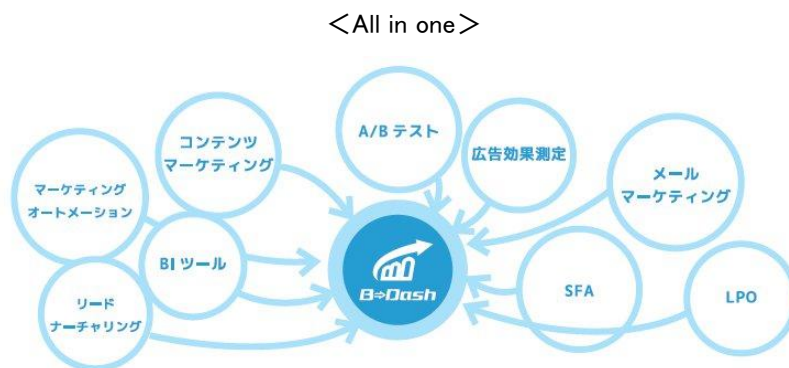 ＜All in one＞
A/B テスト
コンテンツ
マーケティング
広告効果測定
メール
マーケティング
マーケティング
オートメーション
BI ツール
B⇒Dash
SFA
LPO
リード
ナーチャリング